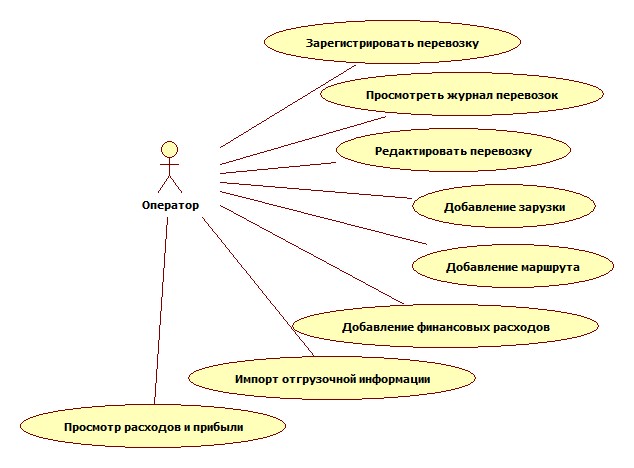 Зарегистрировать перевозку
Просмотреть журнал перевозок
Редактировать перевозку
Оператор
Добавление зарузки
Добавление маршрута
Добавление финансовых расходов
Импорт отгрузочной информации
Просмотр расходов и прибыли